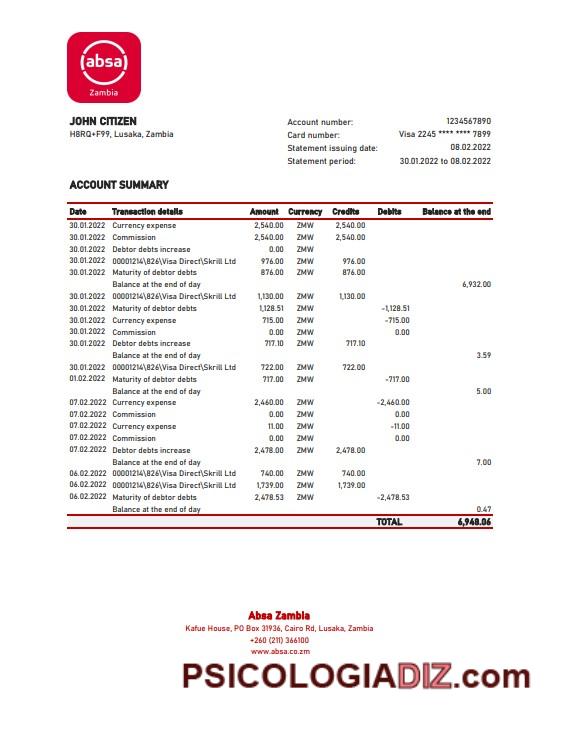 absa
Zambia
JOHN CITIZEN
H8RQ+F99, Lusaka, Zambia
Account number: 1234567890
Card number: Visa 2245 **** **** 7899
Statement issuing date: 08.02.2022
Statement period: 30.01.2022 to 08.02.2022
ACCOUNT SUMMARY
Date Transaction details Amount Currency Credits Debits Balance at the end
30.01.2022 Currency expense 2,540.00 ZMW 2,540.00
30.01.2022 Commission 2,540.00 ZMW 2,540.00
30.01.2022 Debtor debts increase 0.00 ZMW
30.01.2022 00001214\826\Visa Direct\Skrill Ltd 976.00 ZMW 976.00
30.01.2022 Maturity of debtor debts 876.00 ZMW 876.00
Balance at the end of day 6,932.00
30.01.2022 00001214\826\Visa Direct\Skrill Ltd 1,130.00 ZMW 1,130.00
30.01.2022 Maturity of debtor debts 1,128.51 ZMW -1,128.51
30.01.2022 Currency expense 715.00 ZMW -715.00
30.01.2022 Commission 0.00 ZMW 0.00
30.01.2022 Debtor debts increase 717.10 ZMW 717.10
Balance at the end of day 3.59
30.01.2022 00001214\826\Visa Direct\Skrill Ltd 722.00 ZMW 722.00
01.02.2022 Maturity of debtor debts 717.00 ZMW -717.00
Balance at the end of day 5.00
07.02.2022 Currency expense 2,460.00 ZMW -2,460.00
07.02.2022 Commission 0.00 ZMW 0.00
07.02.2022 Currency expense 11.00 ZMW -11.00
07.02.2022 Commission 0.00 ZMW 0.00
07.02.2022 Debtor debts increase 2,478.00 ZMW 2,478.00
Balance at the end of day 7.00
06.02.2022 00001214\826\Visa Direct\Skrill Ltd 740.00 ZMW 740.00
06.02.2022 00001214\826\Visa Direct\Skrill Ltd 1,739.00 ZMW 1,739.00
06.02.2022 Maturity of debtor debts 2,478.53 ZMW -2,478.53
Balance at the end of day 0.47
TOTAL 6,948.06
Absa Zambia
Kafue House, PO Box 31936, Cairo Rd, Lusaka, Zambia
+260 (211) 366100
www.absa.co.zm
PSICOLOGIADIZ.com